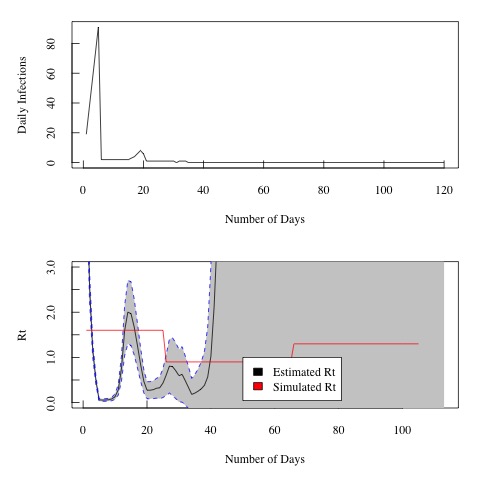 Daily Infections
80
60
40
20
0
0 20 40 60 80 100 120
Number of Days
Rt
3.0
2.0
1.0
0.0
Estimated Rt
Simulated Rt
0 20 40 60 80 100
Number of Days